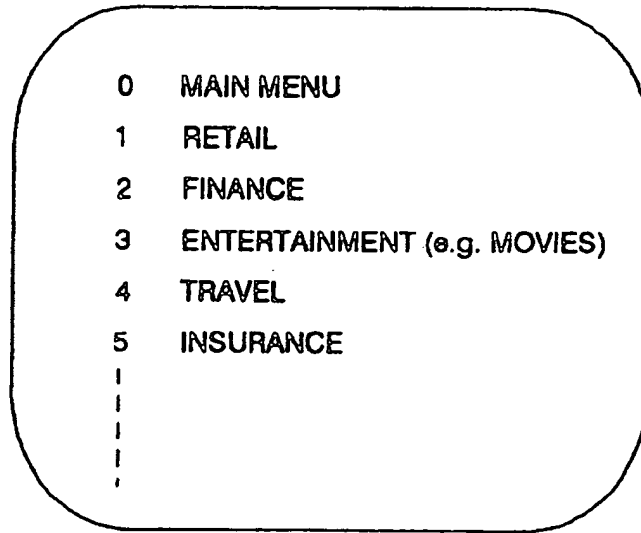 0 MAIN MENU
1 RETAIL
2 FINANCE
3 ENTERTAINMENT (e.g. MOVIES)
4 TRAVEL
5 INSURANCE